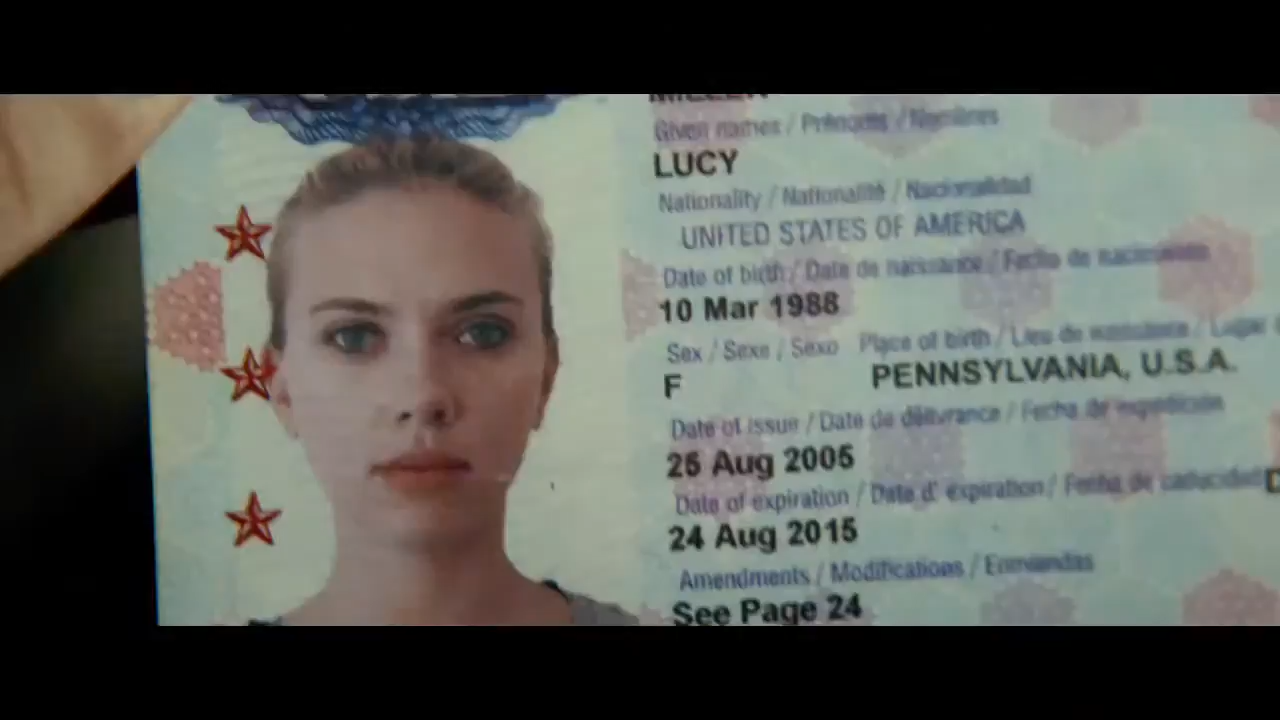 MILLER
Given names / Prénoms / Nombres
LUCY
Nationality / Nationalité / Nacionalidad
UNITED STATES OF AMERICA
Date of birth / Date de naissance / Fecha de nacimiento
10 Mar 1988
Sex / Sexe / Sexo Place of birth / Lieu de naissance / Lugar
F PENNSYLVANIA, U.S.A.
Date of issue / Date de délivrance / Fecha de expedición
25 Aug 2005
Date of expiration / Date d' expiration / Fecha de caducidad
24 Aug 2015
Amendments / Modifications / Enmiendas
See Page 24